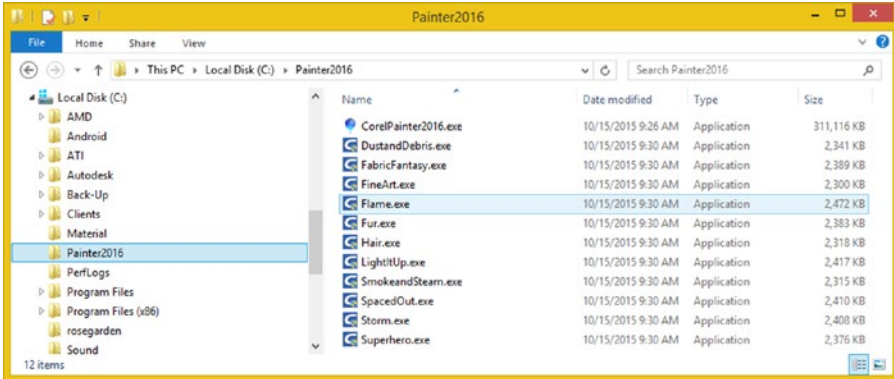 Painter2016
File Home Share View
This PC Local Disk (C:) Painter2016 Search Painter2016
Local Disk (C:)
AMD
Android
ATI
Autodesk
Back-Up
Clients
Material
Painter2016
PerfLogs
Program Files
Program Files (x86)
rosegarden
Sound
Name Date modified Type Size
CorelPainter2016.exe 10/15/2015 9:26 AM Application 311,116 KB
DustandDebris.exe 10/15/2015 9:30 AM Application 2,341 KB
FabricFantasy.exe 10/15/2015 9:30 AM Application 2,389 KB
FineArt.exe 10/15/2015 9:30 AM Application 2,300 KB
Flame.exe 10/15/2015 9:30 AM Application 2,472 KB
Fur.exe 10/15/2015 9:30 AM Application 2,383 KB
Hair.exe 10/15/2015 9:30 AM Application 2,318 KB
LightItUp.exe 10/15/2015 9:30 AM Application 2,417 KB
SmokeandSteam.exe 10/15/2015 9:30 AM Application 2,315 KB
SpacedOut.exe 10/15/2015 9:30 AM Application 2,410 KB
Storm.exe 10/15/2015 9:30 AM Application 2,408 KB
Superhero.exe 10/15/2015 9:30 AM Application 2,376 KB
12 items